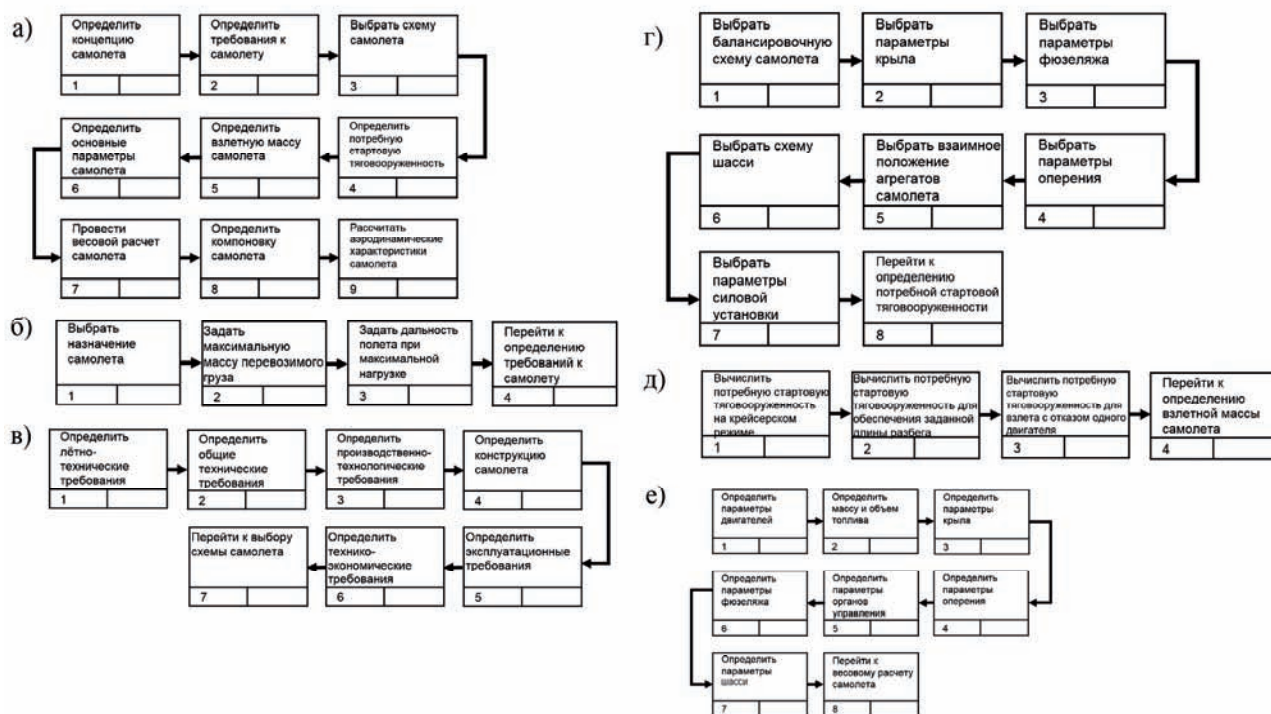 а)
Определить
концепцию
самолета
1
Определить
требования к
самолету
2
Выбрать схему
самолета
3
Определить
потребную
стартовую
тяговооруженность
4
Определить
взлетную массу
самолета
5
Определить
основные
параметры
самолета
6
Провести
весовой расчет
самолета
7
Определить
компоновку
самолета
8
Рассчитать
аэродинамические
характеристики
самолета
9
б)
Выбрать
назначение
самолета
1
Задать
максимальную
массу перевозимого
груза
2
Задать дальность
полета при
максимальной
нагрузке
3
Перейти к
определению
требований к
самолету
4
в)
Определить
лётно-
технические
требования
1
Определить
общие
технические
требования
2
Определить
производственно-
технологические
требования
3
Определить
конструкцию
самолета
4
Определить
эксплуатационные
требования
5
Определить
технико-
экономические
требования
6
Перейти к выбору
схемы самолета
7
г)
Выбрать
балансировочную
схему самолета
1
Выбрать
параметры
крыла
2
Выбрать
параметры
фюзеляжа
3
Выбрать
параметры
оперения
4
Выбрать взаимное
положение
агрегатов
самолета
5
Выбрать схему
шасси
6
Выбрать
параметры
силовой
установки
7
Перейти к
определению
потребной стартовой
тяговооруженности
8
д)
Вычислить
потребную стартовую
тяговооруженность
на крейсерском
режиме
1
Вычислить потребную
стартовую
тяговооруженность для
обеспечения заданной
длины разбега
2
Вычислить потребную
стартовую
тяговооруженность для
взлета с отказом одного
двигателя
3
Перейти к
определению
взлетной массы
самолета
4
е)
Определить
параметры
двигателей
1
Определить
массу и объем
топлива
2
Определить
параметры
крыла
3
Определить
параметры
оперения
4
Определить
параметры
органов
управления
5
Определить
параметры
фюзеляжа
6
Определить
параметры
шасси
7
Перейти к
весовому расчету
самолета
8